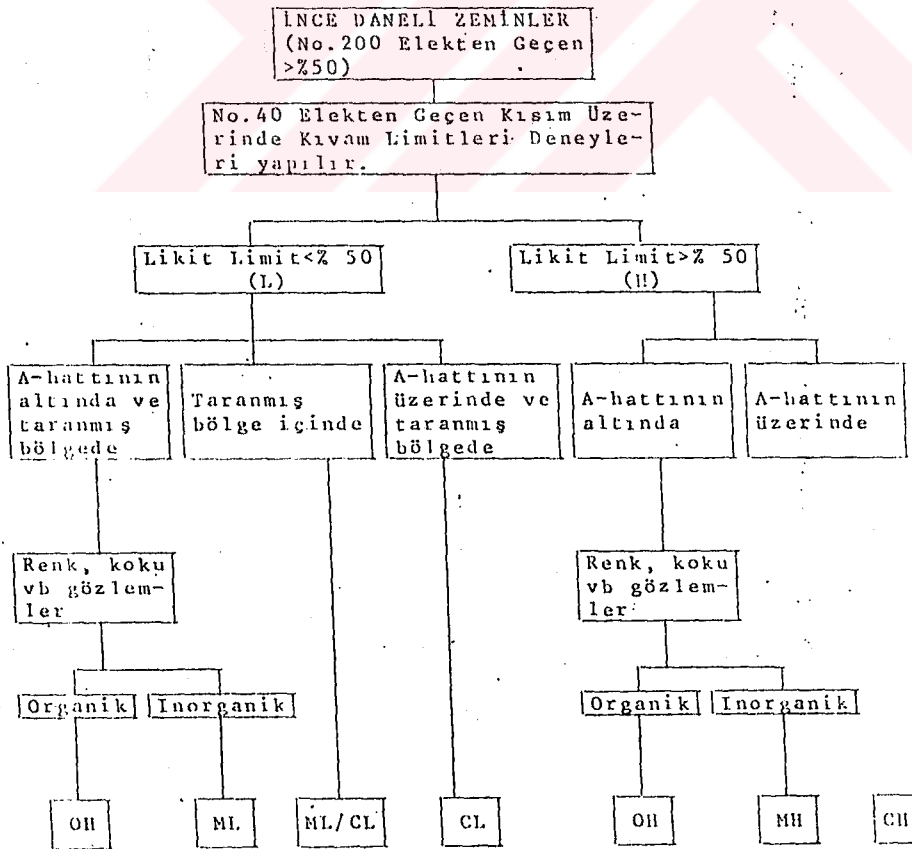 İNCE DANELİ ZEMİNLER
(No.200 Elekten Geçen
>%50)
No.40 Elekten Geçen Kısım Üze-
rinde Kıvam Limitleri Deneyle-
ri yapılır.
Likit Limit<% 50
(L)
Likit Limit>% 50
(H)
A-hattının
altında ve
taranmış
bölgede
Taranmış
bölge içinde
A-hattının
üzerinde ve
taranmış
bölgede
A-hattının
altında
A-hattının
üzerinde
Renk, koku
vb gözlem-
ler
Renk, koku
vb gözlem-
ler
Organik
Inorganik
Organik
Inorganik
OH
ML
ML/CL
CL
OH
MH
CH